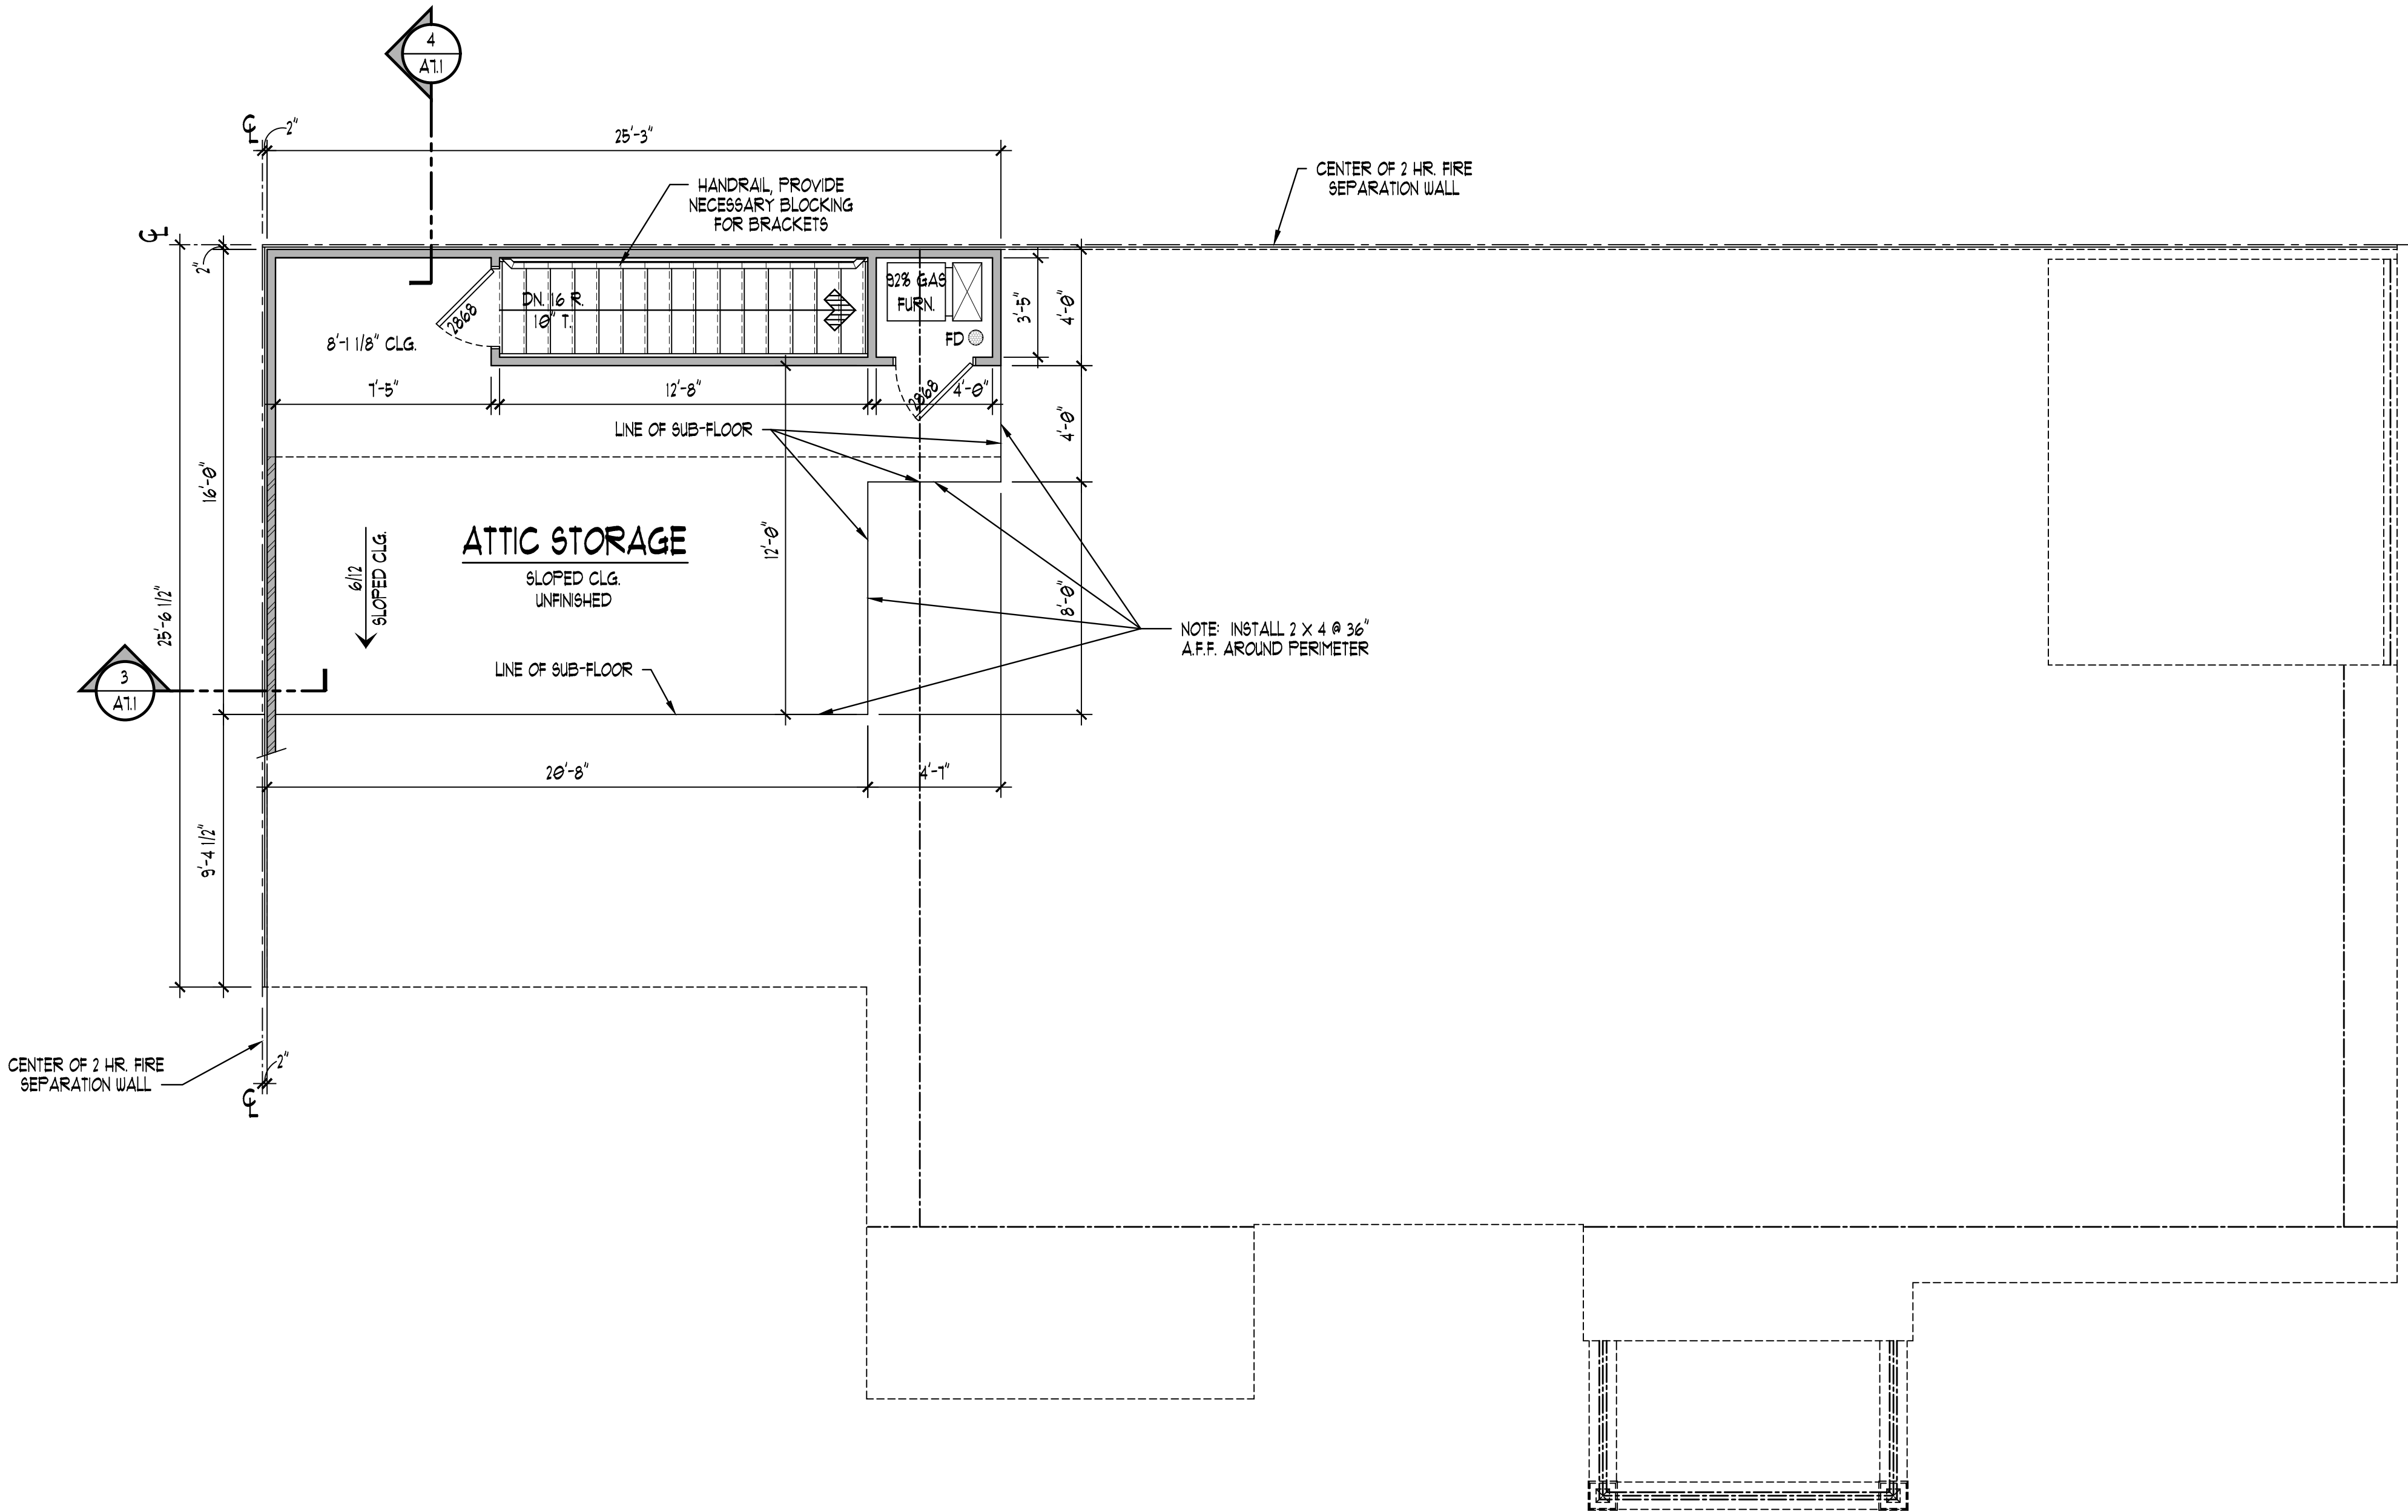 4
A7.1
C
L
2"
25'-3"
CENTER OF 2 HR. FIRE
SEPARATION WALL
HANDRAIL, PROVIDE
NECESSARY BLOCKING
FOR BRACKETS
C
L
2"
92% GAS
FURN.
DN. 16 R.
10" T.
2868
3'-5"
4'-0"
FD
8'-1 1/8" CLG.
7'-5"
12'-8"
2868
4'-0"
4'-0"
LINE OF SUB-FLOOR
16'-0"
ATTIC STORAGE
SLOPED CLG.
UNFINISHED
12'-0"
6/12
SLOPED CLG.
8'-0"
25'-6 1/2"
NOTE: INSTALL 2 X 4 @ 36"
A.F.F. AROUND PERIMETER
LINE OF SUB-FLOOR
3
A7.1
20'-8"
4'-7"
9'-4 1/2"
CENTER OF 2 HR. FIRE
SEPARATION WALL
2"
C
L